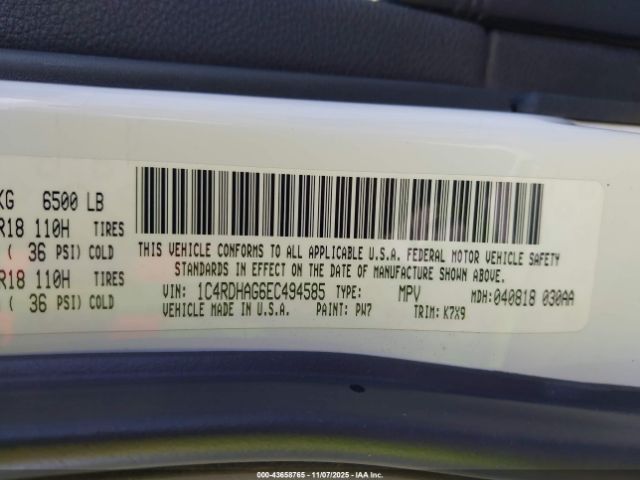 KG 6500 LB
R18 110H TIRES
( 36 PSI) COLD
R18 110H TIRES
( 36 PSI) COLD
THIS VEHICLE CONFORMS TO ALL APPLICABLE U.S.A. FEDERAL MOTOR VEHICLE SAFETY
STANDARDS IN EFFECT ON THE DATE OF MANUFACTURE SHOWN ABOVE.
VIN: 1C4RDHAG6EC494585 TYPE: MPV MDH:040818 030AA
VEHICLE MADE IN U.S.A. PAINT: PW7 TRIM: K7X9
000-43658765 - 11/07/2025 - IAA Inc.